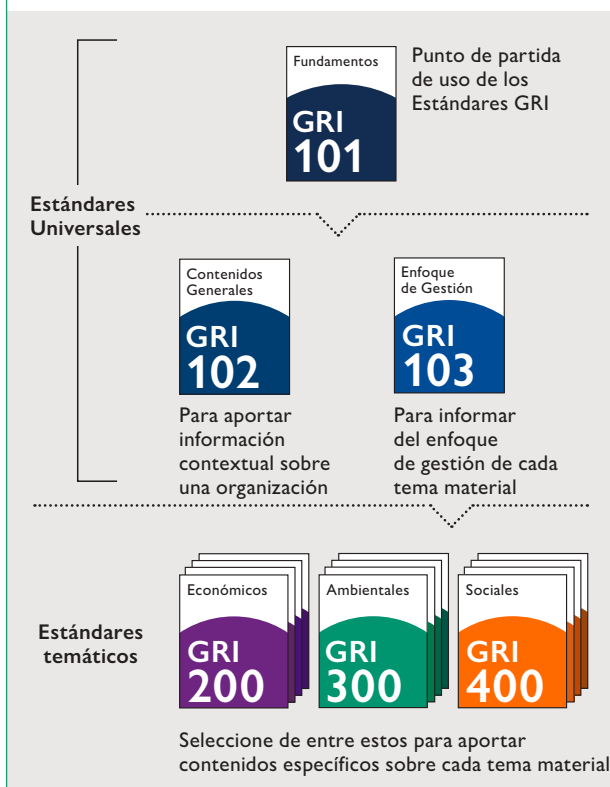 Fundamentos
GRI
101
Punto de partida
de uso de los
Estándares GRI
Estándares
Universales
Contenidos
Generales
GRI
102
Enfoque
de Gestión
GRI
103
Para aportar
información
contextual sobre
una organización
Para informar
del enfoque
de gestión de cada
tema material
Estándares
temáticos
Económicos
GRI
200
Ambientales
GRI
300
Sociales
GRI
400
Seleccione de entre estos para aportar
contenidos específicos sobre cada tema material